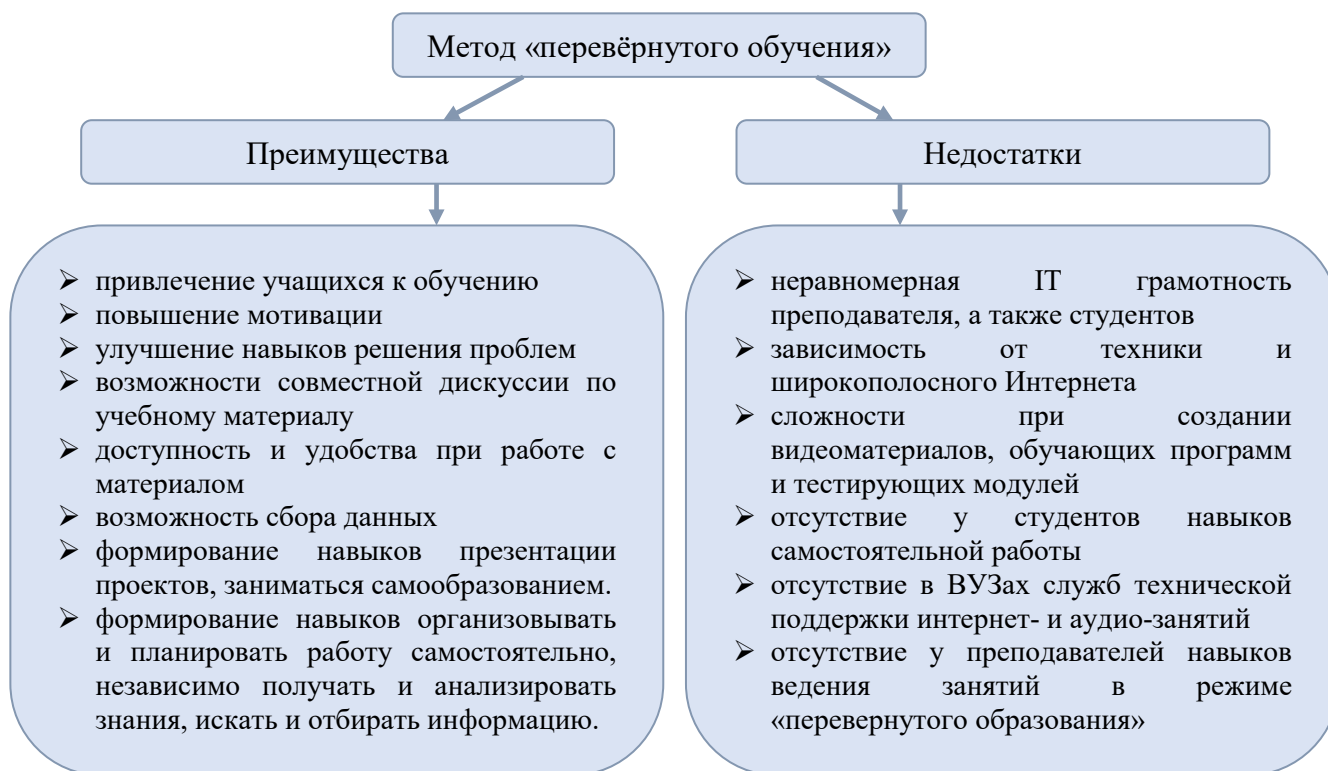 Метод «перевёрнутого обучения»
Преимущества
Недостатки
➢ привлечение учащихся к обучению
➢ повышение мотивации
➢ улучшение навыков решения проблем
➢ возможности совместной дискуссии по
учебному материалу
➢ доступность и удобства при работе с
материалом
➢ возможность сбора данных
➢ формирование навыков презентации
проектов, заниматься самообразованием.
➢ формирование навыков организовывать
и планировать работу самостоятельно,
независимо получать и анализировать
знания, искать и отбирать информацию.
➢ неравномерная IT грамотность
преподавателя, а также студентов
➢ зависимость от техники и
широкополосного Интернета
➢ сложности при создании
видеоматериалов, обучающих программ
и тестирующих модулей
➢ отсутствие у студентов навыков
самостоятельной работы
➢ отсутствие в ВУЗах служб технической
поддержки интернет- и аудио-занятий
➢ отсутствие у преподавателей навыков
ведения занятий в режиме
«перевернутого образования»